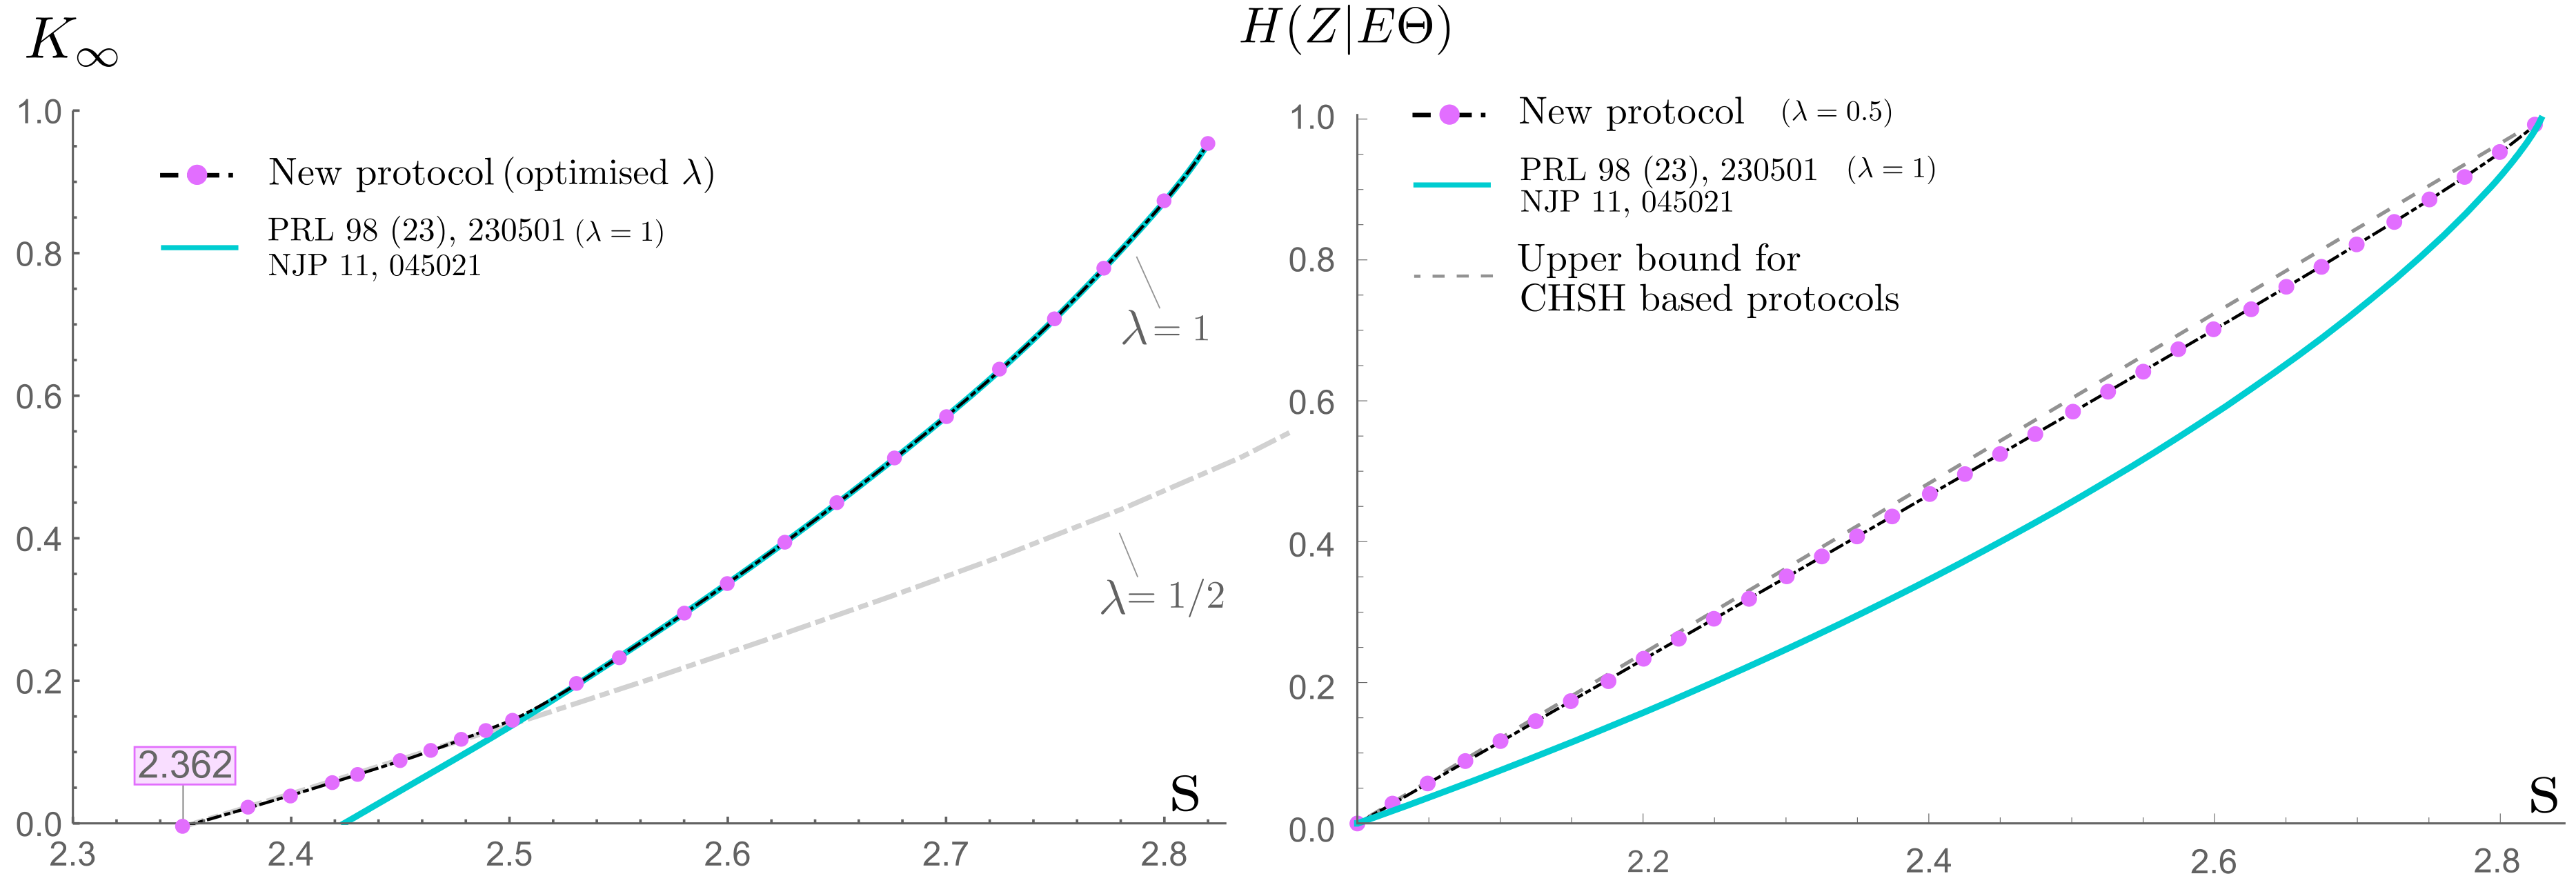 K∞
1.0
0.8
0.6
0.4
0.2
0.0
New protocol (optimised λ)
PRL 98 (23), 230501 (λ = 1)
NJP 11, 045021
λ = 1
λ = 1/2
2.362
S
2.3 2.4 2.5 2.6 2.7 2.8
H(Z|EΘ)
1.0
0.8
0.6
0.4
0.2
0.0
New protocol (λ = 0.5)
PRL 98 (23), 230501 (λ = 1)
NJP 11, 045021
Upper bound for
CHSH based protocols
S
2.2 2.4 2.6 2.8